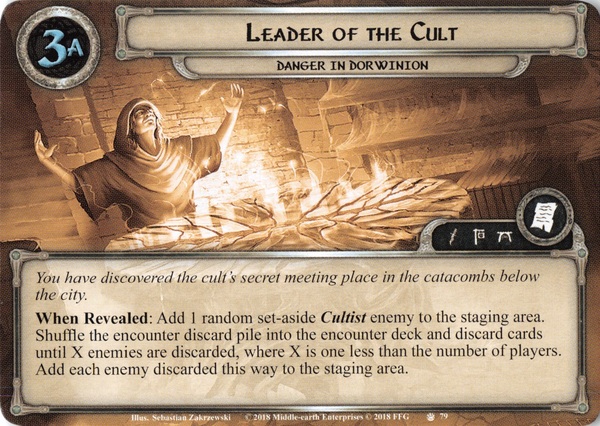 3A
LEADER OF THE CULT
DANGER IN DORWINION
You have discovered the cult's secret meeting place in the catacombs below
the city.
When Revealed: Add 1 random set-aside Cultist enemy to the staging area.
Shuffle the encounter discard pile into the encounter deck and discard cards
until X enemies are discarded, where X is one less than the number of players.
Add each enemy discarded this way to the staging area.
Illus. Sebastian Zakrzewski © 2018 Middle-earth Enterprises © 2018 FFG 79